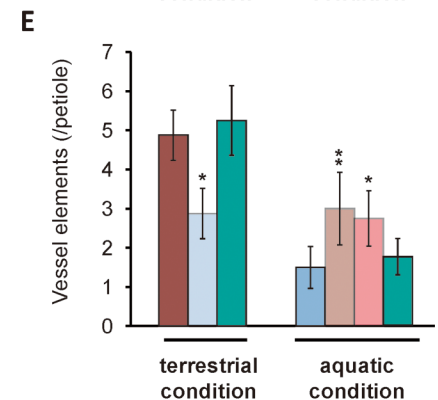 E
Vessel elements (/petiole)
7
6
5
4
3
2
1
0
*
**
*
terrestrial
condition
aquatic
condition